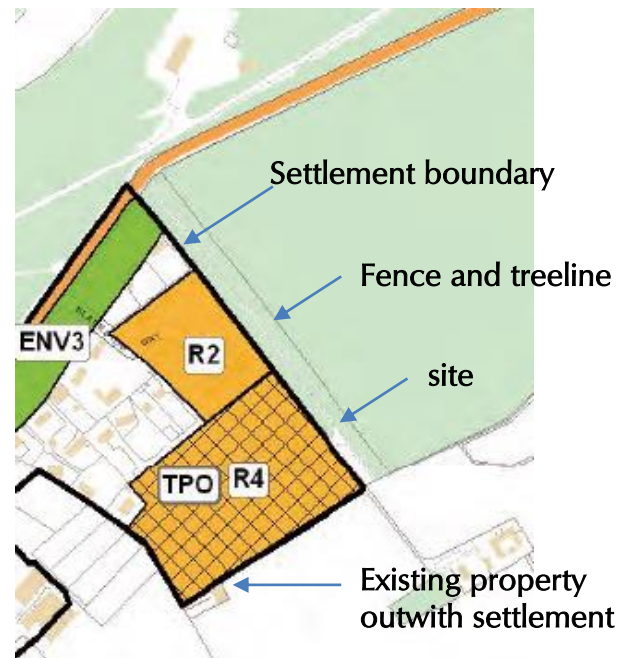 Settlement boundary
Fence and treeline
ENV3
R2
site
TPO
R4
Existing property
outwith settlement